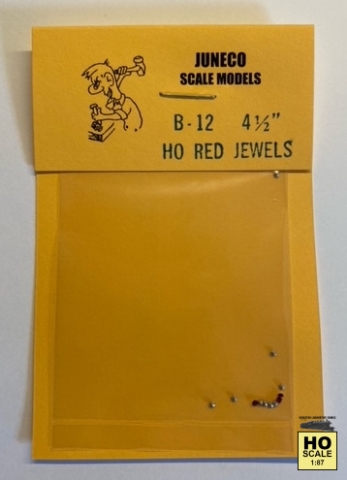 JUNECO
SCALE MODELS
B-12 4½"
HO RED JEWELS
HO
SCALE
1:87